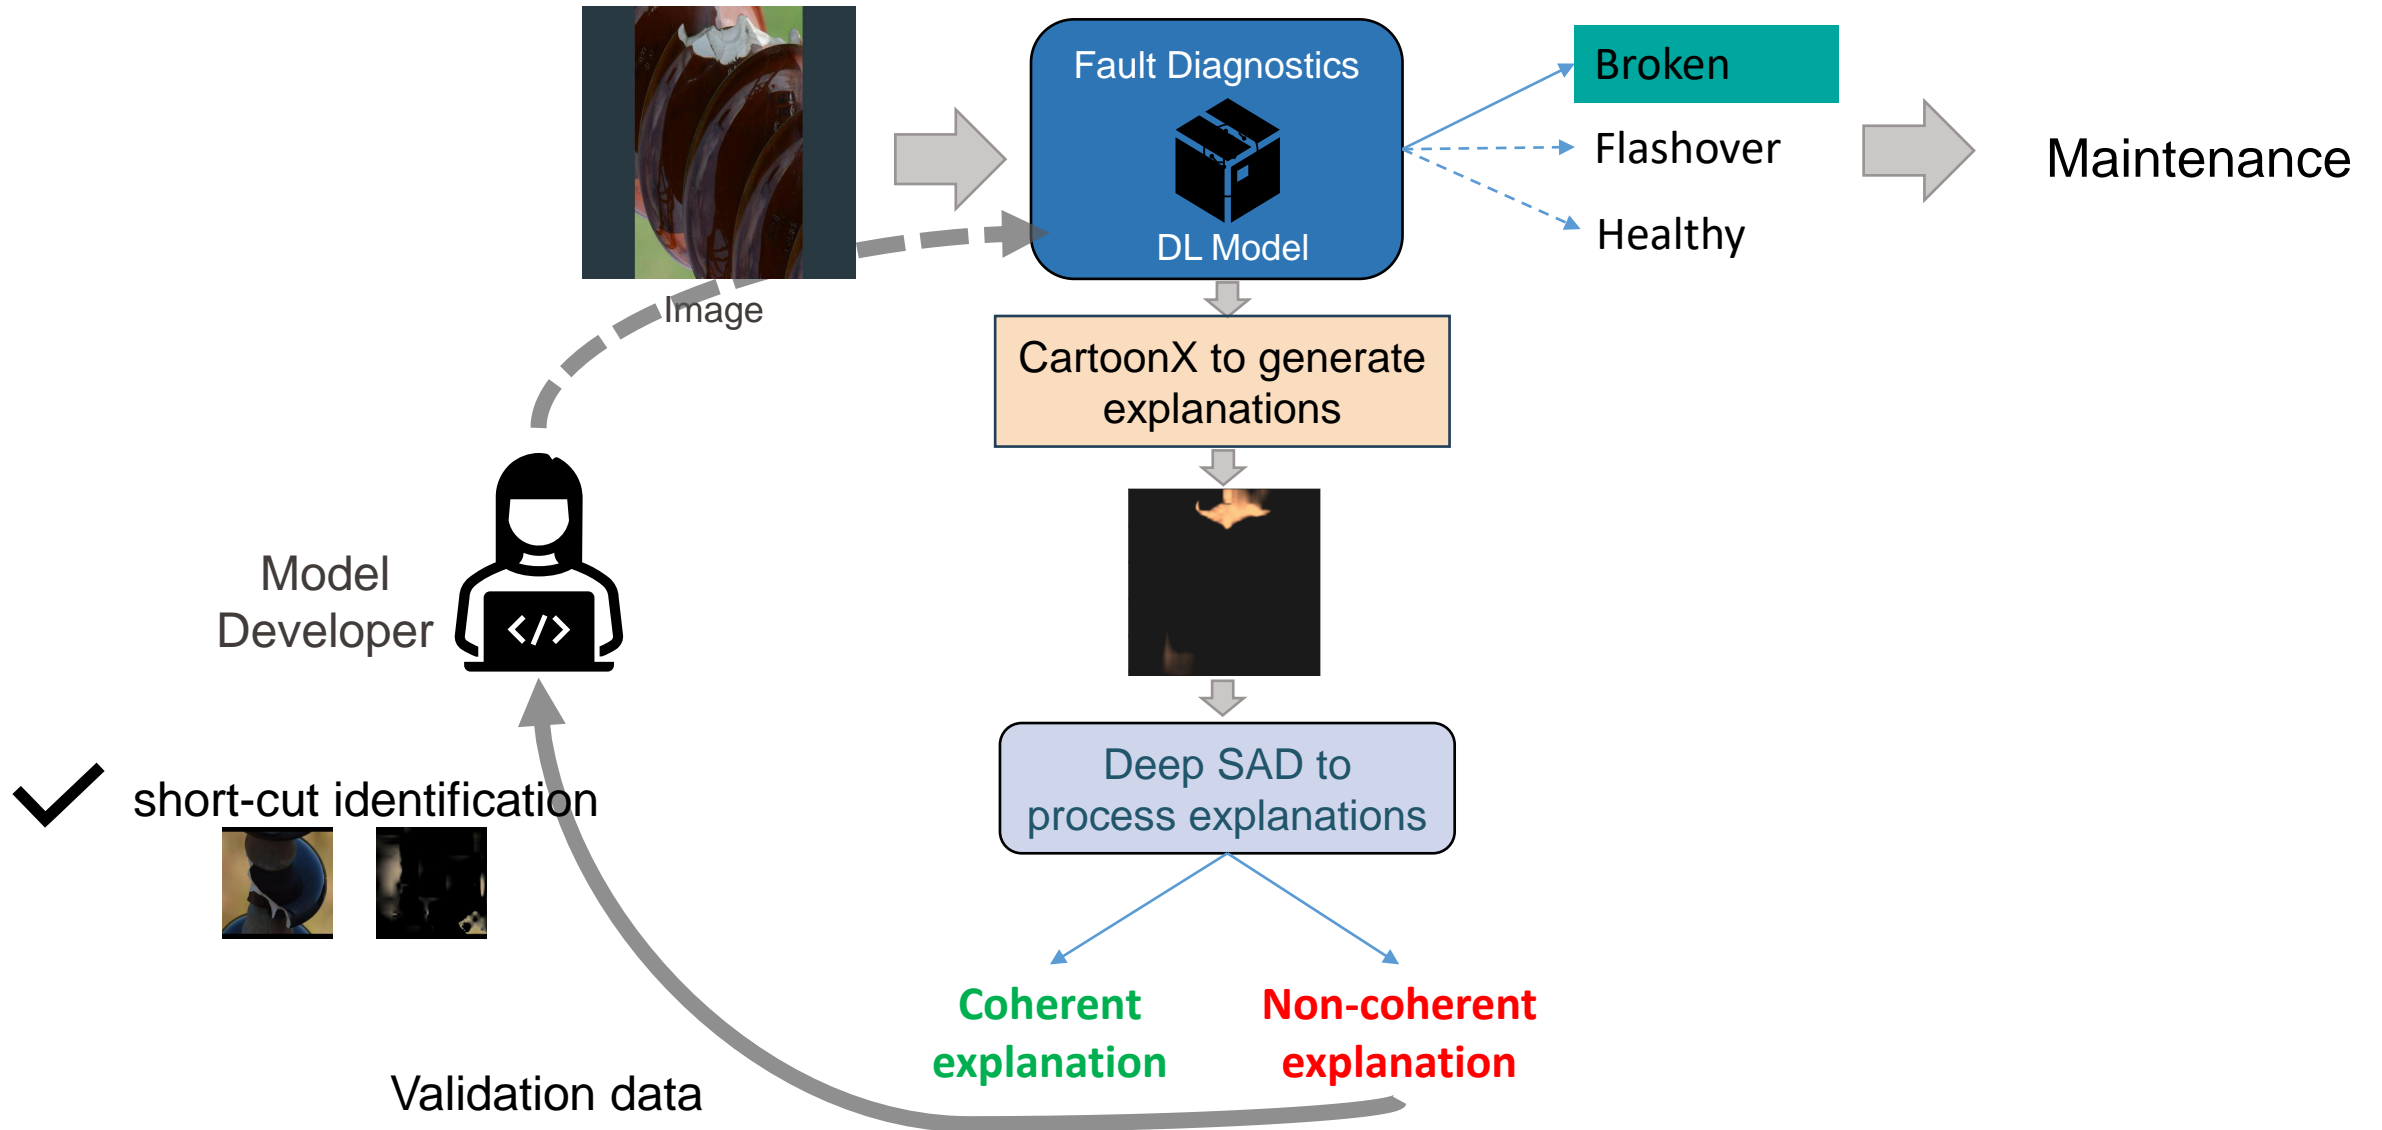 Fault Diagnostics
DL Model
Broken
Flashover
Healthy
Maintenance
Image
CartoonX to generate
explanations
Model
Developer
</>
Deep SAD to
process explanations
short-cut identification
Coherent
explanation
Non-coherent
explanation
Validation data